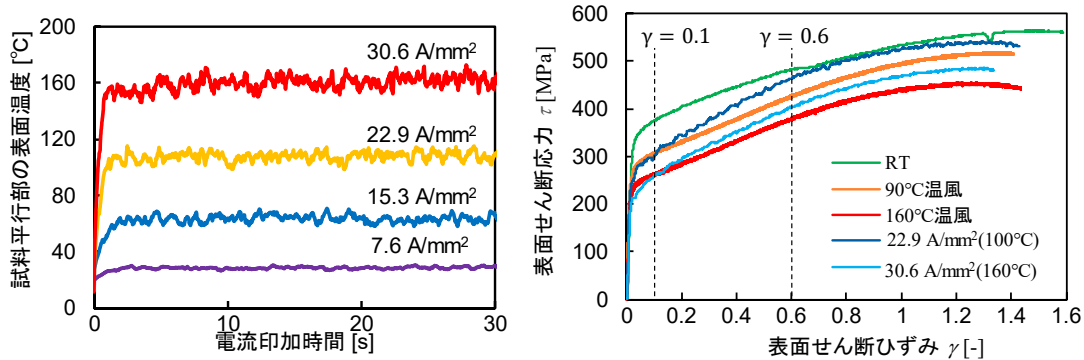 200
160
120
80
40
0
試料平行部の表面温度 [℃]
30.6 A/mm²
22.9 A/mm²
15.3 A/mm²
7.6 A/mm²
0 10 20 30
電流印加時間 [s]
600
500
400
300
200
100
0
表面せん断応力 τ [MPa]
γ = 0.1
γ = 0.6
RT
90℃温風
160℃温風
22.9 A/mm²(100℃)
30.6 A/mm²(160℃)
0 0.2 0.4 0.6 0.8 1 1.2 1.4 1.6
表面せん断ひずみ γ [-]